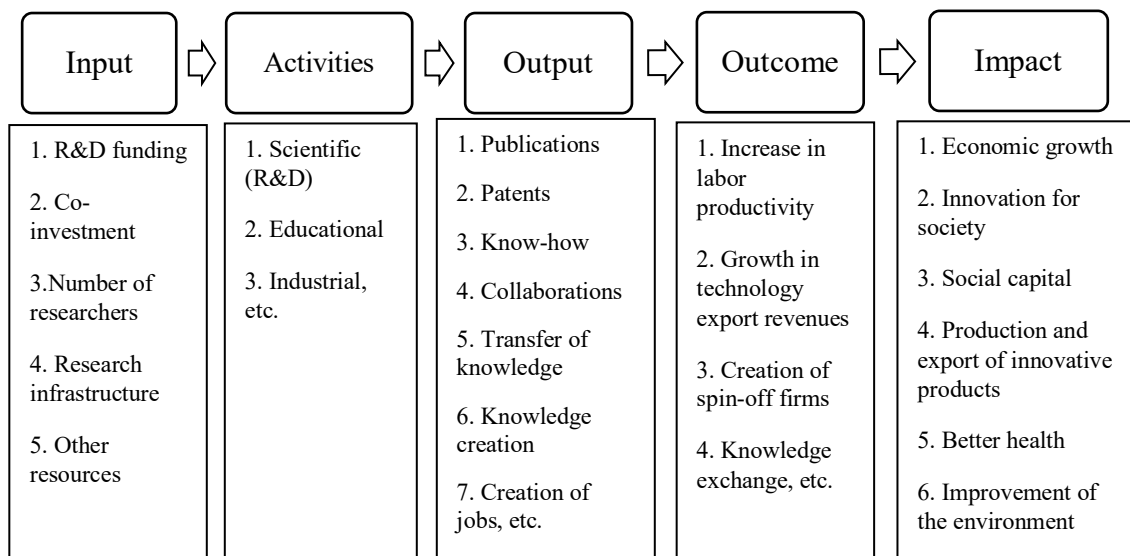 Input
Activities
Output
Outcome
Impact
1. R&D funding
2. Co-
investment
3.Number of
researchers
4. Research
infrastructure
5. Other
resources
1. Scientific
(R&D)
2. Educational
3. Industrial,
etc.
1. Publications
2. Patents
3. Know-how
4. Collaborations
5. Transfer of
knowledge
6. Knowledge
creation
7. Creation of
jobs, etc.
1. Increase in
labor
productivity
2. Growth in
technology
export revenues
3. Creation of
spin-off firms
4. Knowledge
exchange, etc.
1. Economic growth
2. Innovation for
society
3. Social capital
4. Production and
export of innovative
products
5. Better health
6. Improvement of
the environment